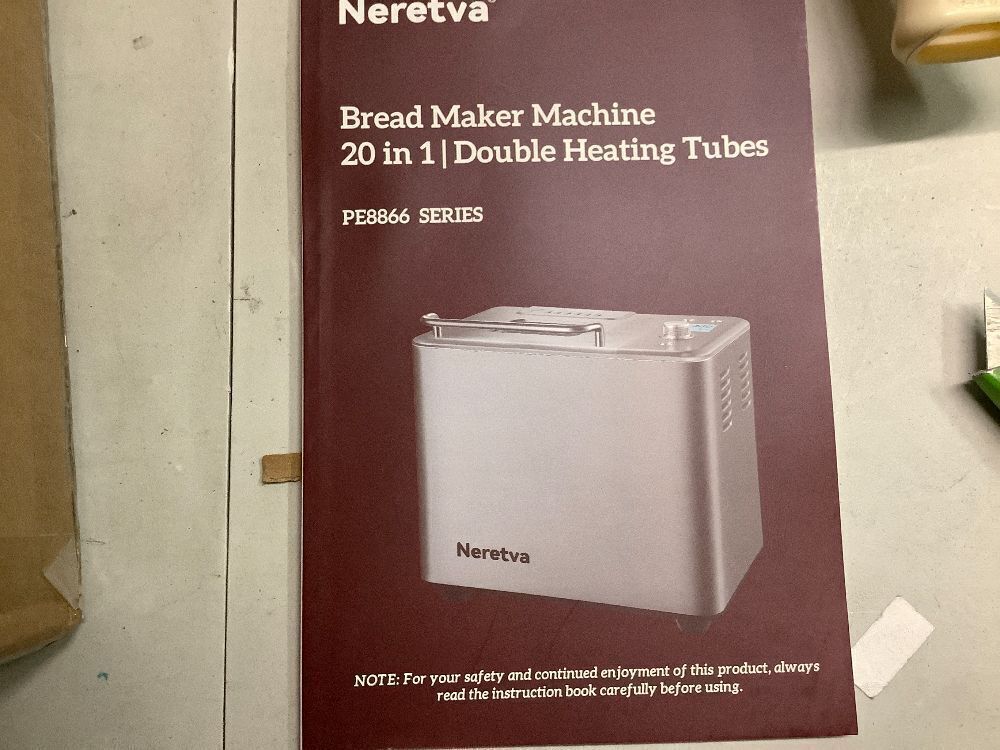 Neretva
Bread Maker Machine
20 in 1 | Double Heating Tubes
PE8866 SERIES
Neretva
NOTE: For your safety and continued enjoyment of this product, always
read the instruction book carefully before using.